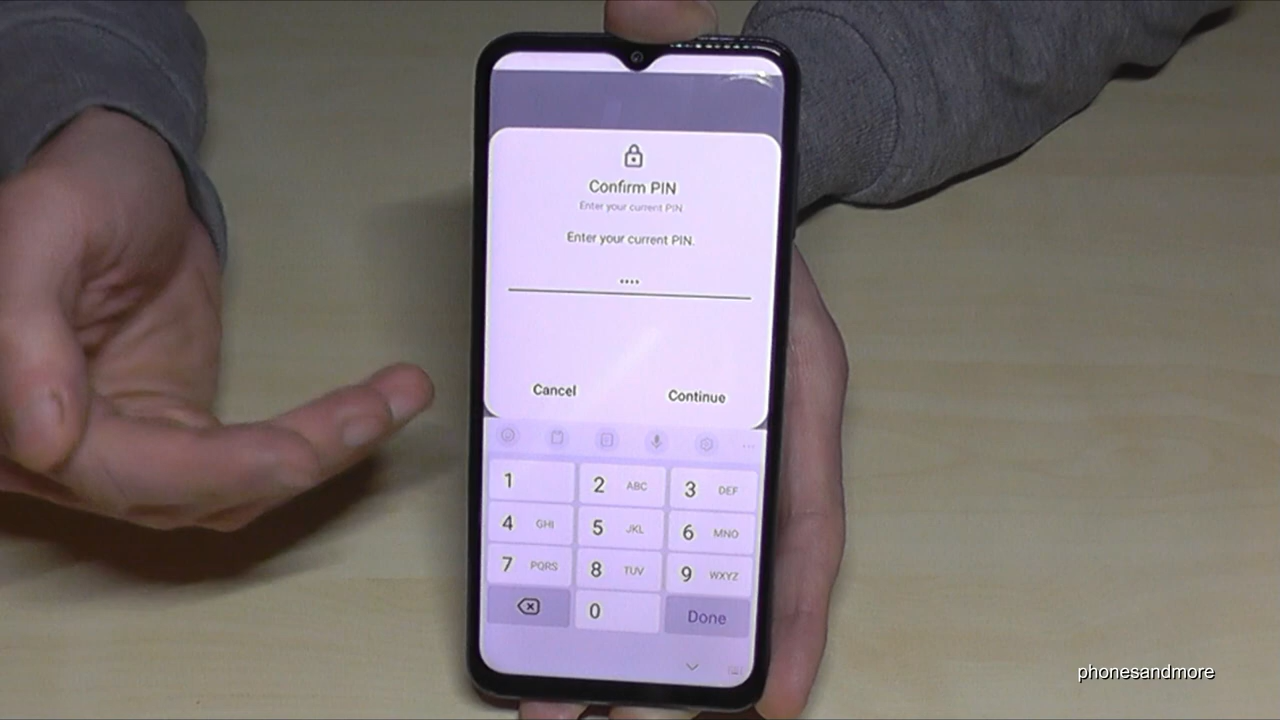 Confirm PIN
Enter your current PIN
Enter your current PIN.
••••
Cancel Continue
1 2 ABC 3 DEF
4 GHI 5 JKL 6 MNO
7 PQRS 8 TUV 9 WXYZ
0 Done
phonesandmore